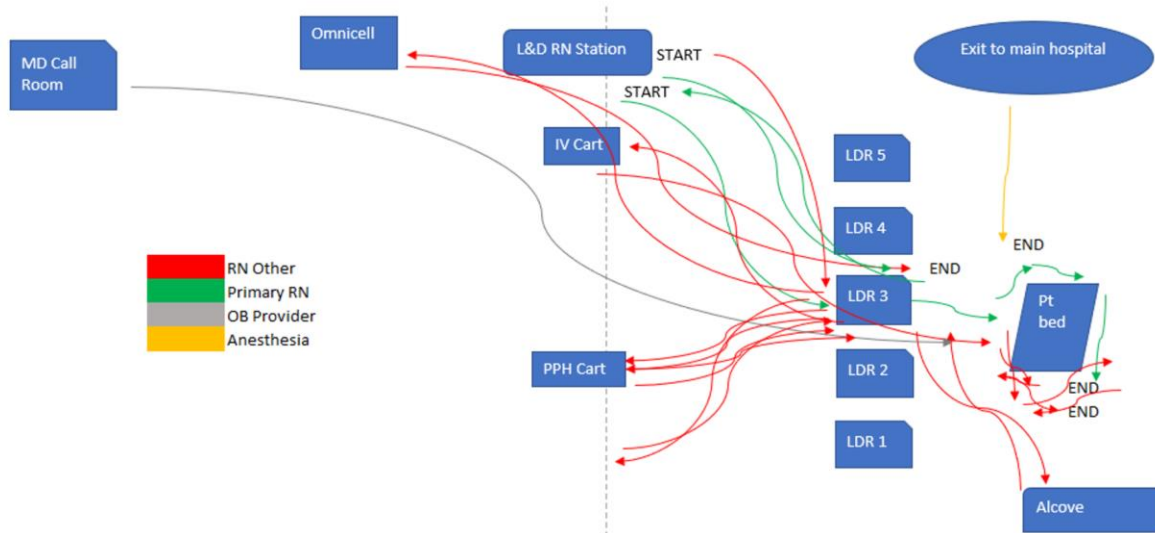 Omnicell
L&D RN Station
START
Exit to main hospital
MD Call
Room
START
IV Cart
LDR 5
LDR 4
END
END
RN Other
Primary RN
OB Provider
Anesthesia
LDR 3
Pt
bed
PPH Cart
LDR 2
END
END
LDR 1
Alcove